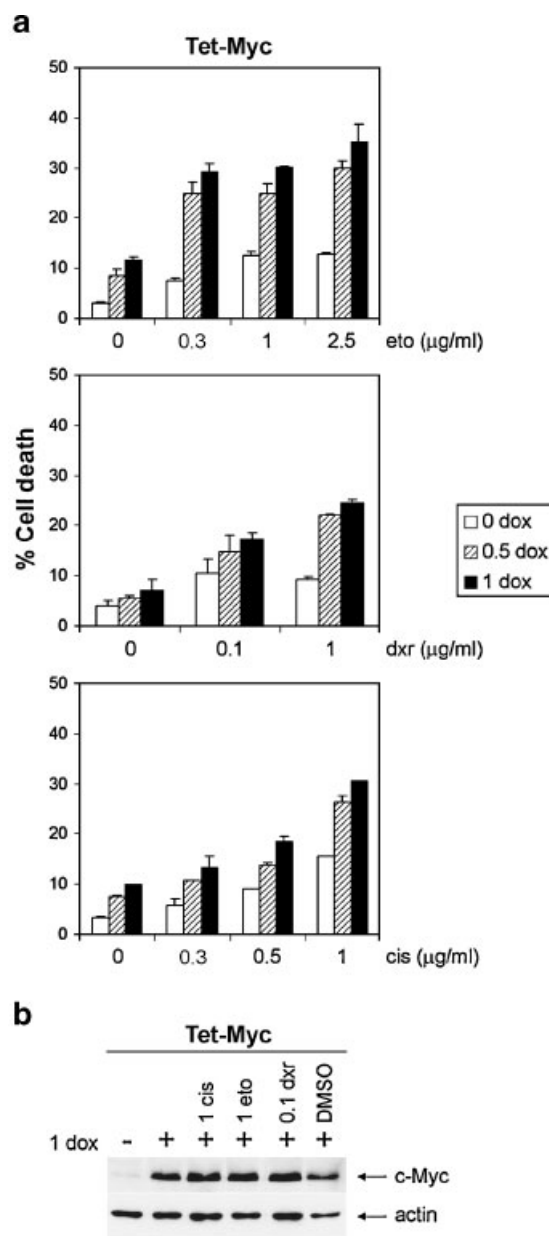 a
Tet-Myc
50
40
30
20
10
0
0 0.3 1 2.5 eto (µg/ml)
% Cell death
50
40
30
20
10
0
0 0.1 1 dxr (µg/ml)
0 dox
0.5 dox
1 dox
50
40
30
20
10
0
0 0.3 0.5 1 cis (µg/ml)
b
Tet-Myc
1 cis
1 eto
0.1 dxr
DMSO
1 dox - + + + + +
c-Myc
actin